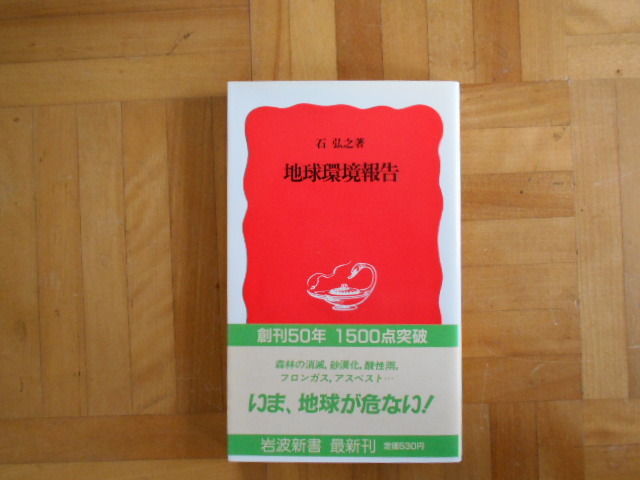 石 弘之著
地球環境報告
創刊50年 1500点突破
森林の消滅,砂漠化,酸性雨,
フロンガス,アスベスト…
いま、地球が危ない!
岩波新書 最新刊 定価530円